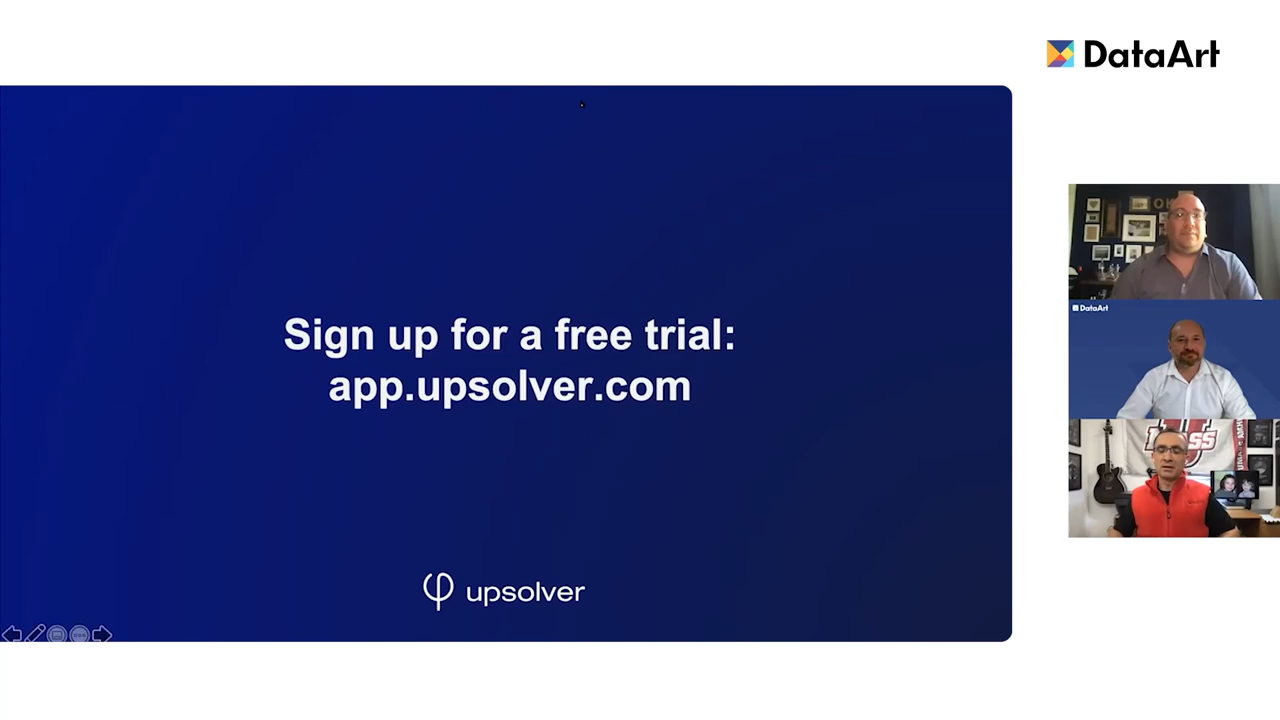 DataArt
Sign up for a free trial:
app.upsolver.com
upsolver
DataArt